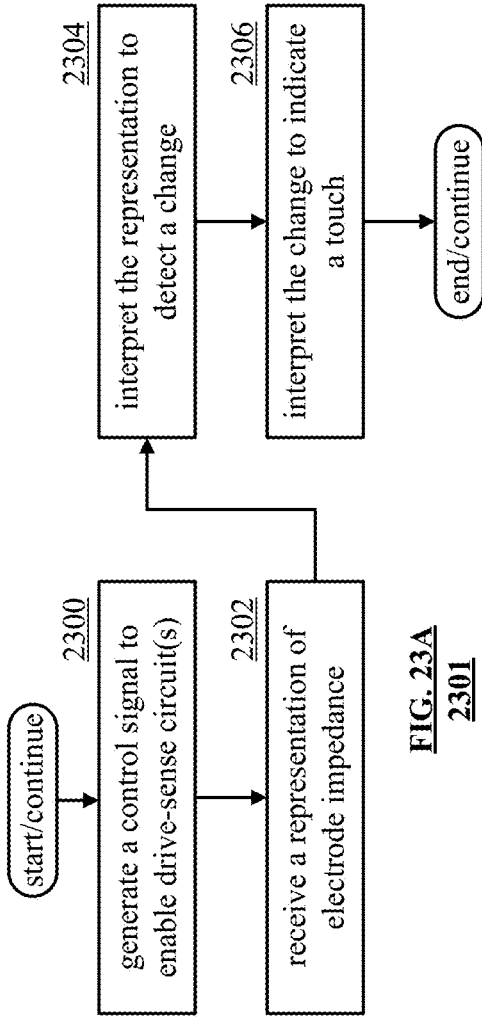 start/continue
2300
generate a control signal to
enable drive-sense circuit(s)
2302
receive a representation of
electrode impedance
2304
interpret the representation to
detect a change
2306
interpret the change to indicate
a touch
end/continue
FIG. 23A
2301